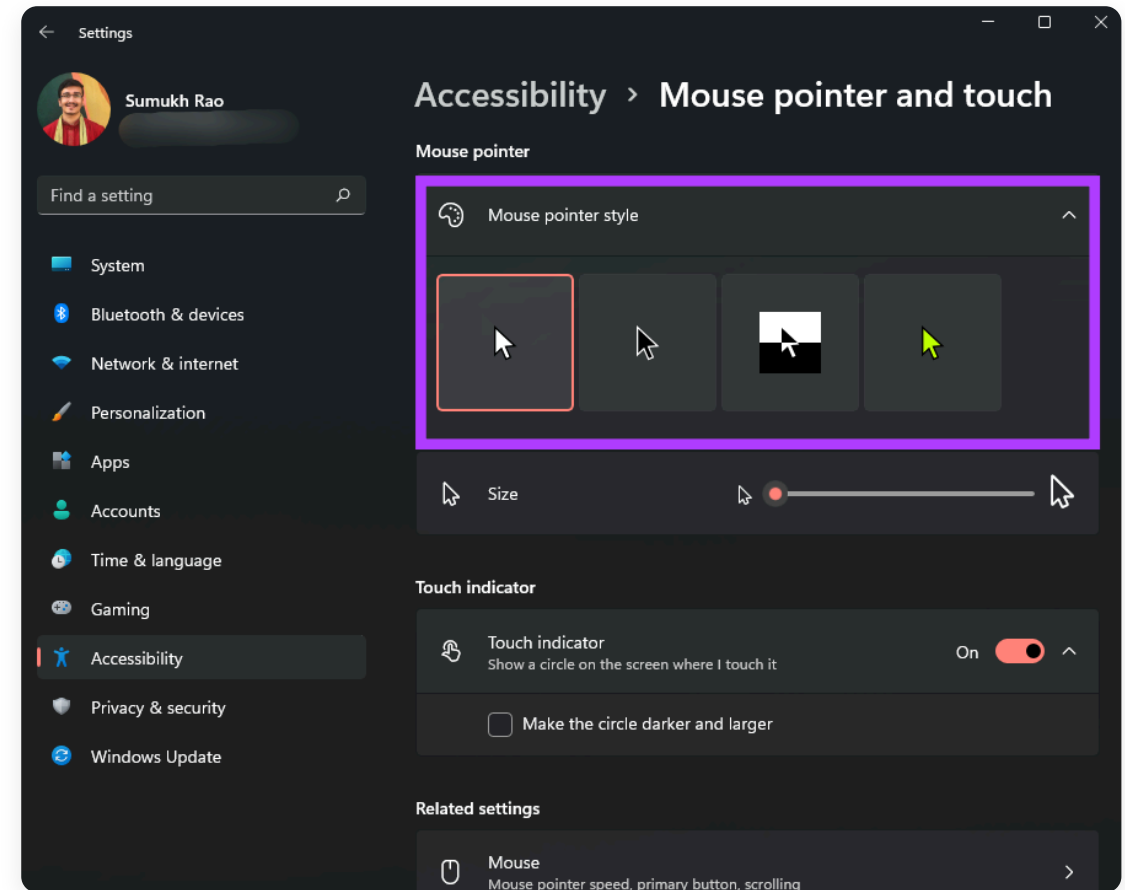 Settings
Sumukh Rao
Find a setting
System
Bluetooth & devices
Network & internet
Personalization
Apps
Accounts
Time & language
Gaming
Accessibility
Privacy & security
Windows Update
Accessibility > Mouse pointer and touch
Mouse pointer
Mouse pointer style
Size
Touch indicator
Touch indicator
Show a circle on the screen where I touch it
On
Make the circle darker and larger
Related settings
Mouse
Mouse pointer speed, primary button, scrolling